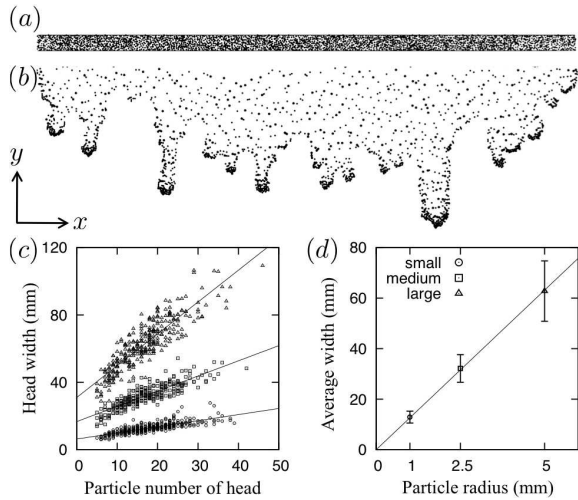 (a)
(b)
y
x
(c)
120
80
40
0
Head width (mm)
0 10 20 30 40 50
Particle number of head
(d)
small
medium
large
80
60
40
20
0
Average width (mm)
0 1 2.5 5 6
Particle radius (mm)